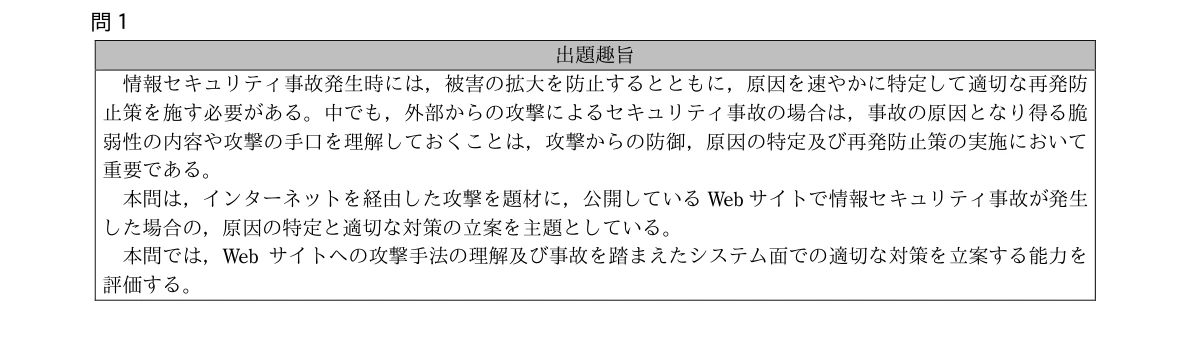 問1
出題趣旨
情報セキュリティ事故発生時には，被害の拡大を防止するとともに，原因を速やかに特定して適切な再発防
止策を施す必要がある。中でも，外部からの攻撃によるセキュリティ事故の場合は，事故の原因となり得る脆
弱性の内容や攻撃の手口を理解しておくことは，攻撃からの防御，原因の特定及び再発防止策の実施において
重要である。
本問は，インターネットを経由した攻撃を題材に，公開している Web サイトで情報セキュリティ事故が発生
した場合の，原因の特定と適切な対策の立案を主題としている。
本問では，Web サイトへの攻撃手法の理解及び事故を踏まえたシステム面での適切な対策を立案する能力を
評価する。